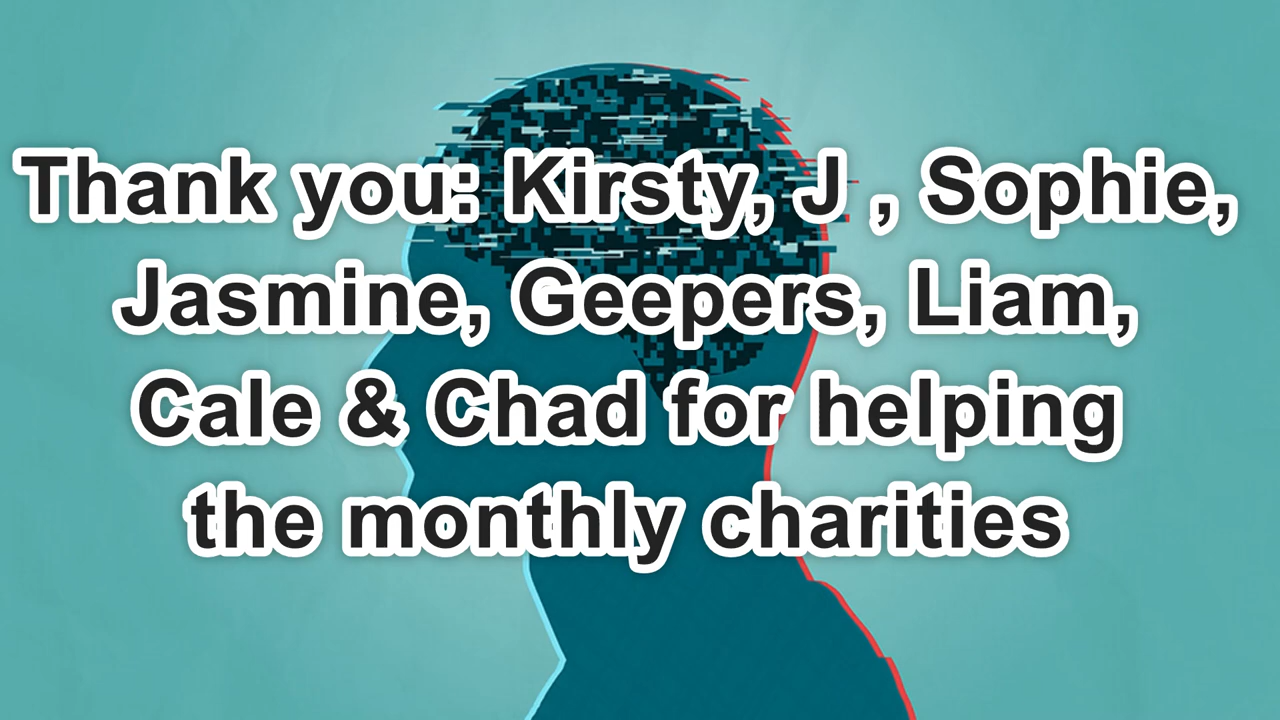 Thank you: Kirsty, J , Sophie,
Jasmine, Geepers, Liam,
Cale & Chad for helping
the monthly charities